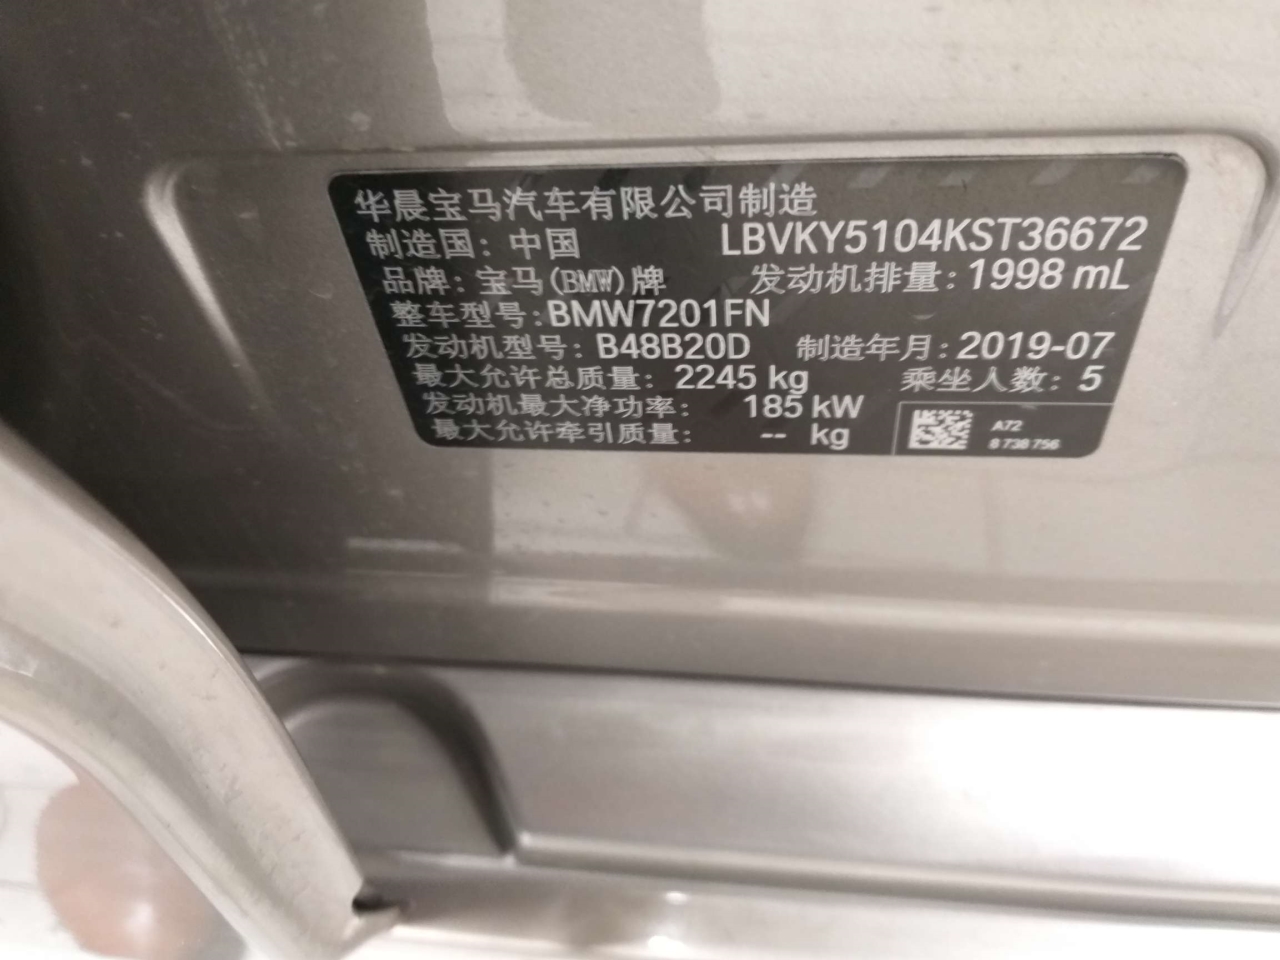 华晨宝马汽车有限公司制造
制造国: 中国 LBVKY5104KST36672
品牌: 宝马(BMW)牌 发动机排量: 1998 mL
整车型号: BMW7201FN
发动机型号: B48B20D 制造年月: 2019-07
最大允许总质量: 2245 kg 乘坐人数: 5
发动机最大净功率: 185 kW
最大允许牵引质量: -- kg
A72
8 738 756